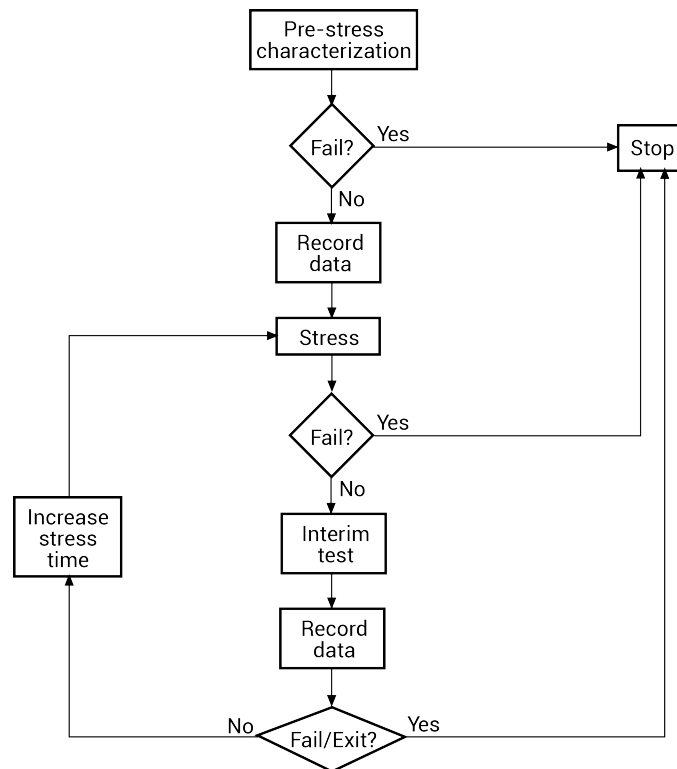 Pre-stress
characterization
Fail?
Yes
Stop
No
Record
data
Stress
Fail?
Yes
No
Increase
stress
time
Interim
test
Record
data
No
Fail/Exit?
Yes